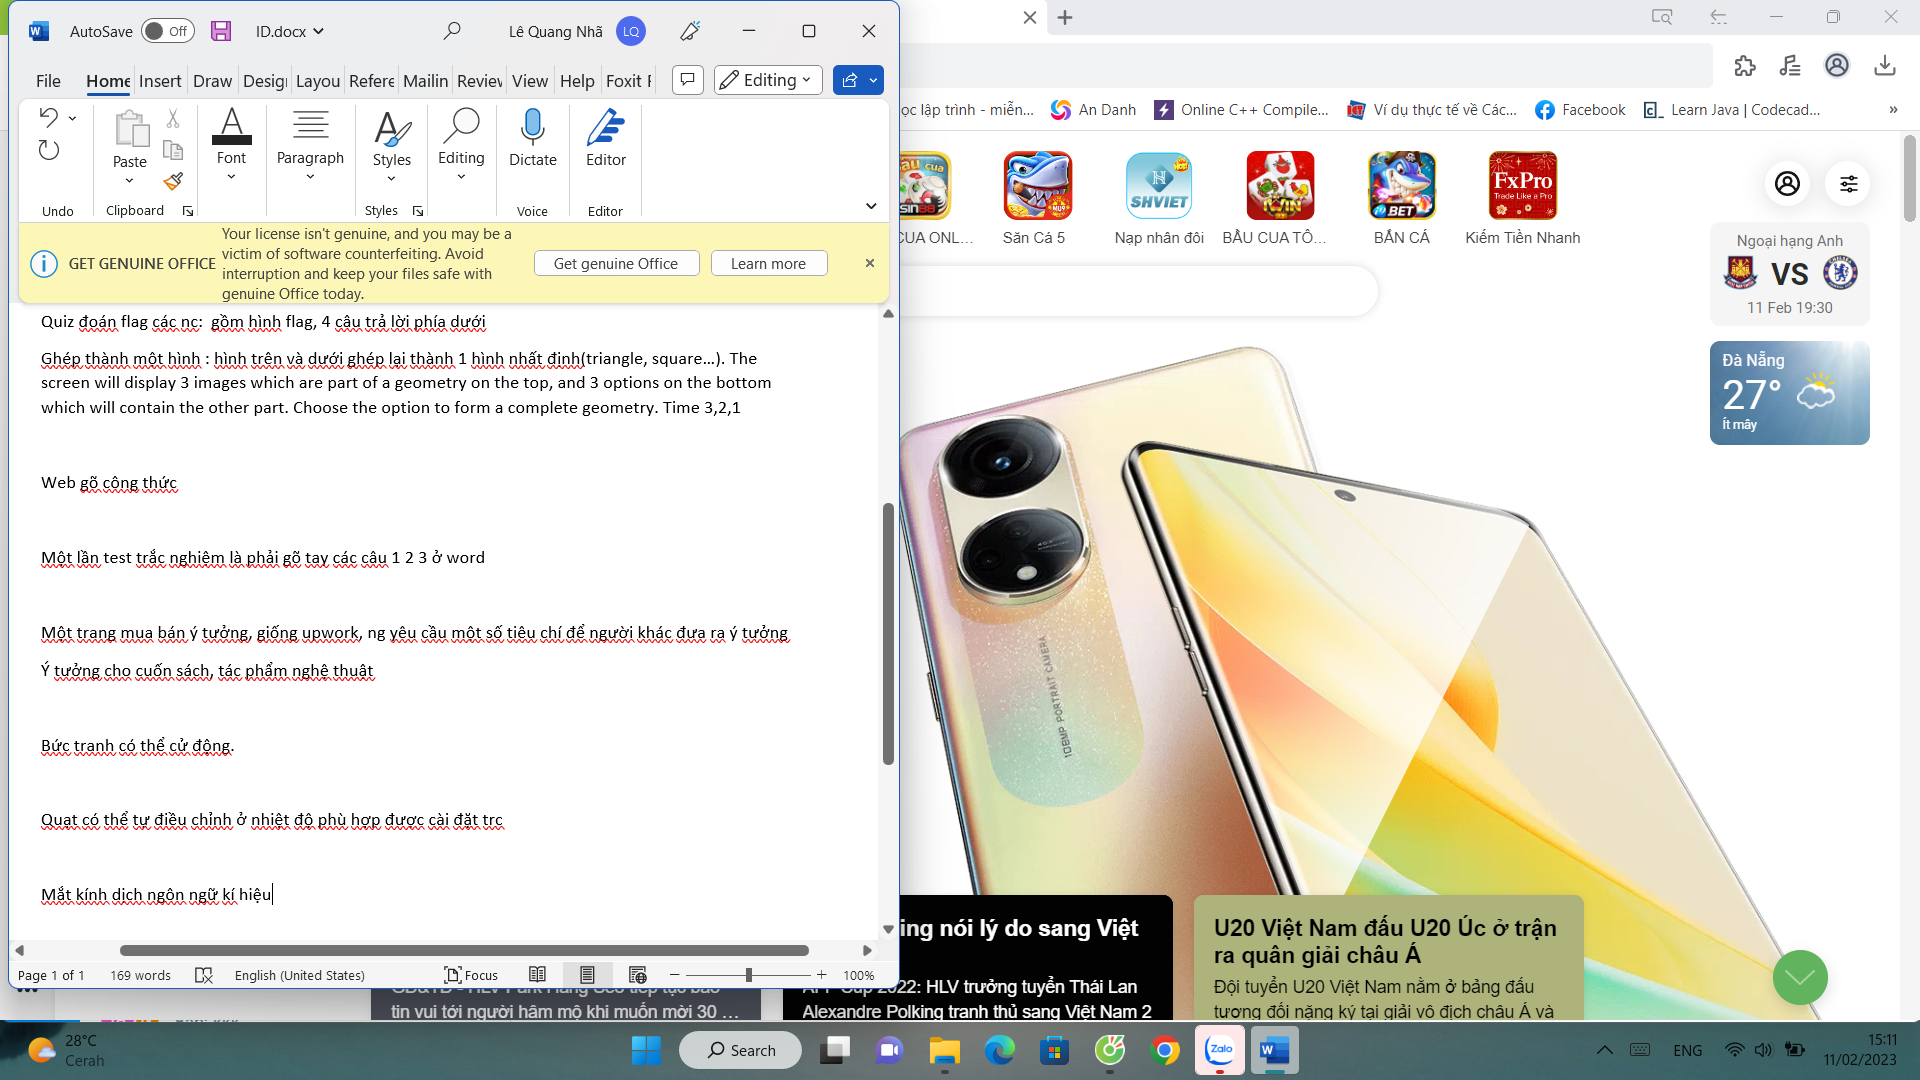 AutoSave Off ID.docx Lê Quang Nhã LQ
File Home Insert Draw Desig Layou Refere Mailin Review View Help Foxit Editing
Paste Font Paragraph Styles Editing Dictate Editor
Undo Clipboard Styles Voice Editor
GET GENUINE OFFICE
Your license isn't genuine, and you may be a
victim of software counterfeiting. Avoid
interruption and keep your files safe with
genuine Office today.
Get genuine Office Learn more
Quiz đoán flag các nc: gồm hình flag, 4 câu trả lời phía dưới
Ghép thành một hình : hình trên và dưới ghép lại thành 1 hình nhất định(triangle, square…). The
screen will display 3 images which are part of a geometry on the top, and 3 options on the bottom
which will contain the other part. Choose the option to form a complete geometry. Time 3,2,1
Web gõ công thức
Một lần test trắc nghiệm là phải gõ tay các câu 1 2 3 ở word
Một trang mua bán ý tưởng, giống upwork, ng yêu cầu một số tiêu chí để người khác đưa ra ý tưởng
Ý tưởng cho cuốn sách, tác phẩm nghệ thuật
Bức tranh có thể cử động.
Quạt có thể tự điều chỉnh ở nhiệt độ phù hợp được cài đặt trc
Mắt kính dịch ngôn ngữ kí hiệu
Page 1 of 1 169 words English (United States) Focus 100%
ọc lập trình - miễn... An Danh Online C++ Compile... Ví dụ thực tế về Các... Facebook Learn Java | Codecad... »
SHVIET
WIN
BET
FxPro
Trade Like a Pro
CUA ONL... Săn Cá 5 Nạp nhân đôi BẦU CUA TÔ... BẮN CÁ Kiếm Tiền Nhanh
Ngoại hạng Anh
VS
11 Feb 19:30
Đà Nẵng
27°
Ít mây
ing nói lý do sang Việt
AFF Cup 2022: HLV trưởng tuyển Thái Lan
Alexandre Polking tranh thủ sang Việt Nam 2
U20 Việt Nam đấu U20 Úc ở trận
ra quân giải châu Á
Đội tuyển U20 Việt Nam nằm ở bảng đấu
tương đối nặng ký tại giải vô địch châu Á và
tin vui tới người hâm mộ khi muốn mời 30 ...
28°C
Cerah
Search
Zalo
ENG
15:11
11/02/2023